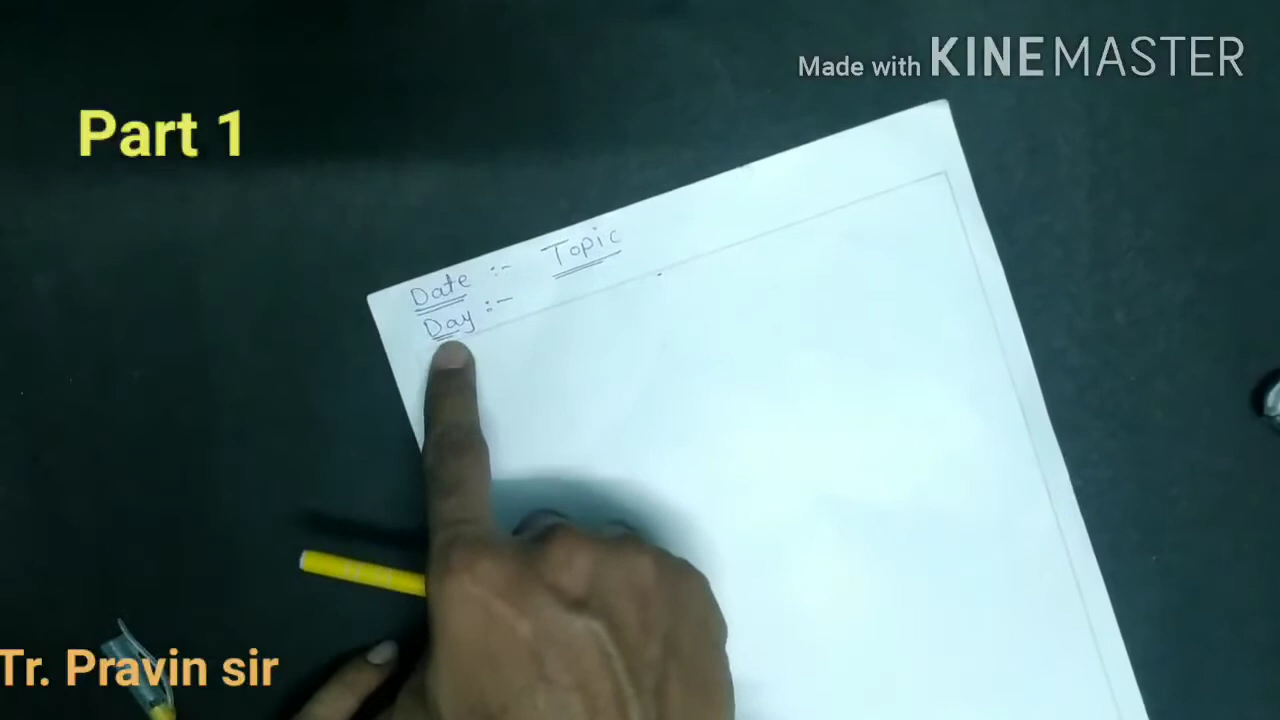 Made with KINEMASTER
Part 1
Date :- Topic
Day :-
Tr. Pravin sir